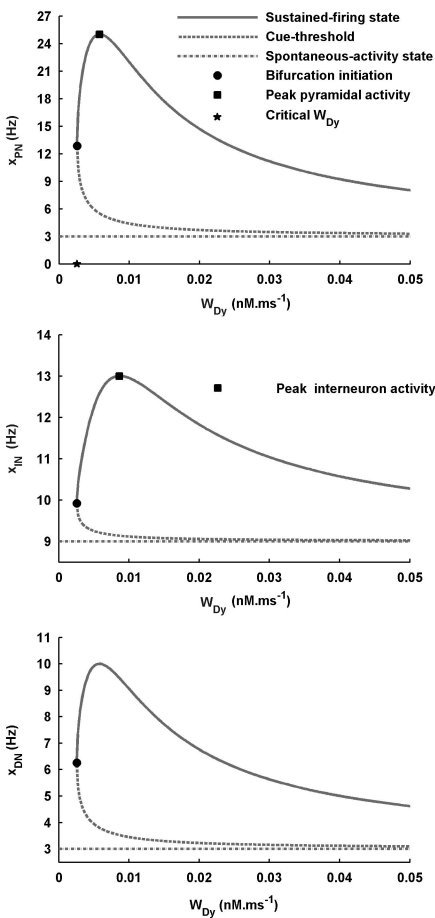 27
24
21
18
15
12
9
6
3
0
x_PN (Hz)
Sustained-firing state
Cue-threshold
Spontaneous-activity state
Bifurcation initiation
Peak pyramidal activity
Critical W_Dy
0 0.01 0.02 0.03 0.04 0.05
W_Dy (nM.ms^-1)
14
13
12
11
10
9
x_IN (Hz)
Peak interneuron activity
0 0.01 0.02 0.03 0.04 0.05
W_Dy (nM.ms^-1)
11
10
9
8
7
6
5
4
3
x_DN (Hz)
0 0.01 0.02 0.03 0.04 0.05
W_Dy (nM.ms^-1)